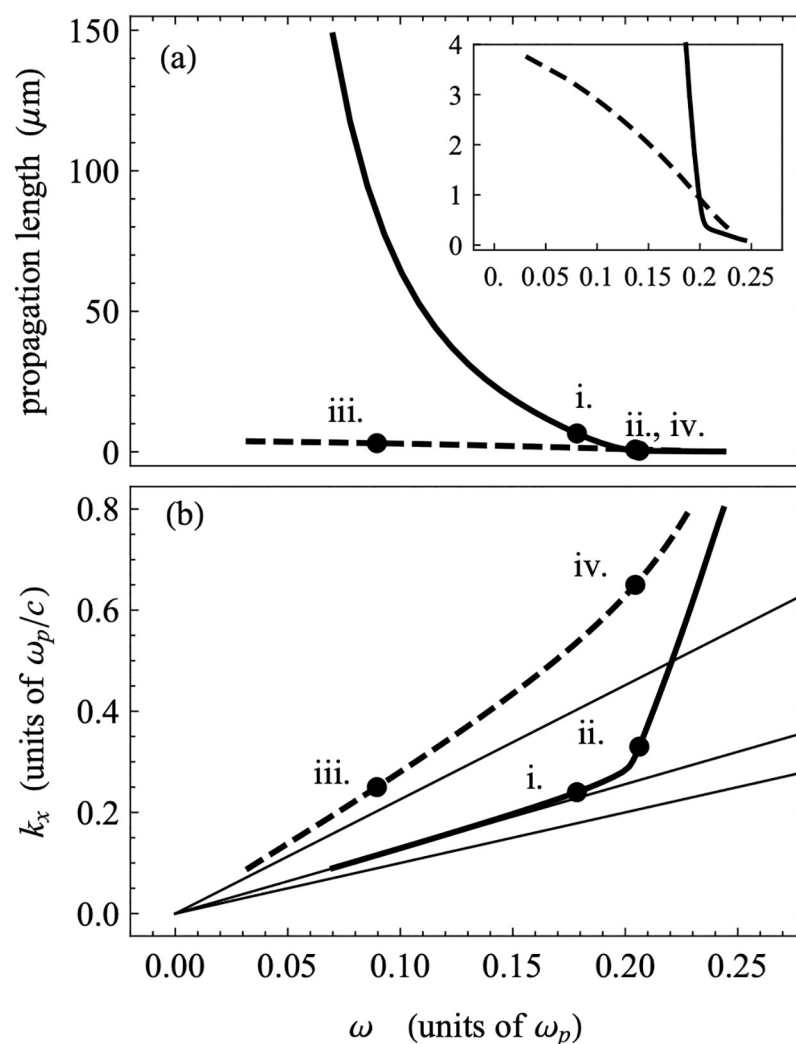 propagation length (μm)
150
100
50
0
(a)
4
3
2
1
0
0. 0.05 0.1 0.15 0.2 0.25
i.
iii.
ii., iv.
k_x (units of ω_p/c)
0.8
0.6
0.4
0.2
0.0
(b)
iv.
ii.
iii.
i.
0.00 0.05 0.10 0.15 0.20 0.25
ω (units of ω_p)